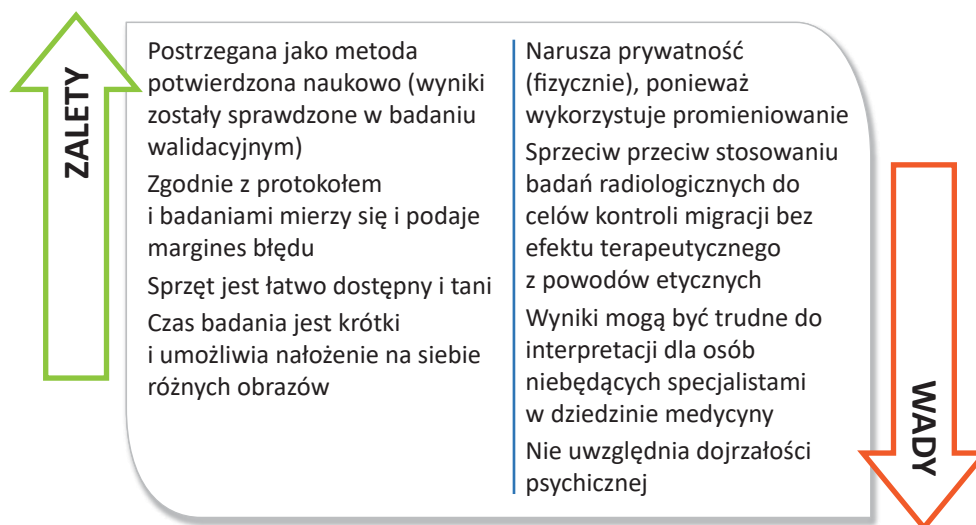 ZALETY
Postrzegana jako metoda
potwierdzona naukowo (wyniki
zostały sprawdzone w badaniu
walidacyjnym)
Zgodnie z protokołem
i badaniami mierzy się i podaje
margines błędu
Sprzęt jest łatwo dostępny i tani
Czas badania jest krótki
i umożliwia nałożenie na siebie
różnych obrazów
Narusza prywatność
(fizycznie), ponieważ
wykorzystuje promieniowanie
Sprzeciw przeciw stosowaniu
badań radiologicznych do
celów kontroli migracji bez
efektu terapeutycznego
z powodów etycznych
Wyniki mogą być trudne do
interpretacji dla osób
niebędących specjalistami
w dziedzinie medycyny
Nie uwzględnia dojrzałości
psychicznej
WADY